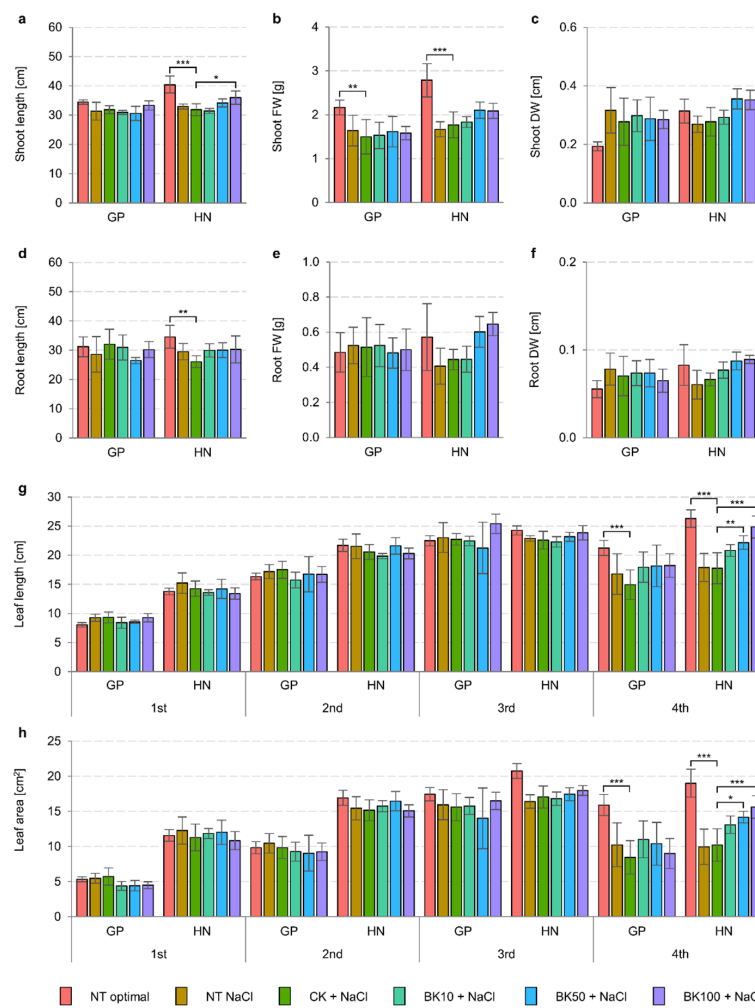 a
b
c
Shoot length [cm]
60
50
40
30
20
10
0
***
*
GP
HN
Shoot FW [g]
4
3
2
1
0
**
***
GP
HN
Shoot DW [cm]
0.6
0.4
0.2
0.0
GP
HN
d
e
f
Root length [cm]
60
50
40
30
20
10
0
**
GP
HN
Root FW [g]
1.0
0.8
0.6
0.4
0.2
0.0
GP
HN
Root DW [cm]
0.2
0.1
0.0
GP
HN
g
Leaf length [cm]
30
25
20
15
10
5
0
***
***
***
**
GP
HN
GP
HN
GP
HN
GP
HN
1st
2nd
3rd
4th
h
Leaf area [cm²]
25
20
15
10
5
0
***
***
***
*
GP
HN
GP
HN
GP
HN
GP
HN
1st
2nd
3rd
4th
NT optimal
NT NaCl
CK + NaCl
BK10 + NaCl
BK50 + NaCl
BK100 + NaC